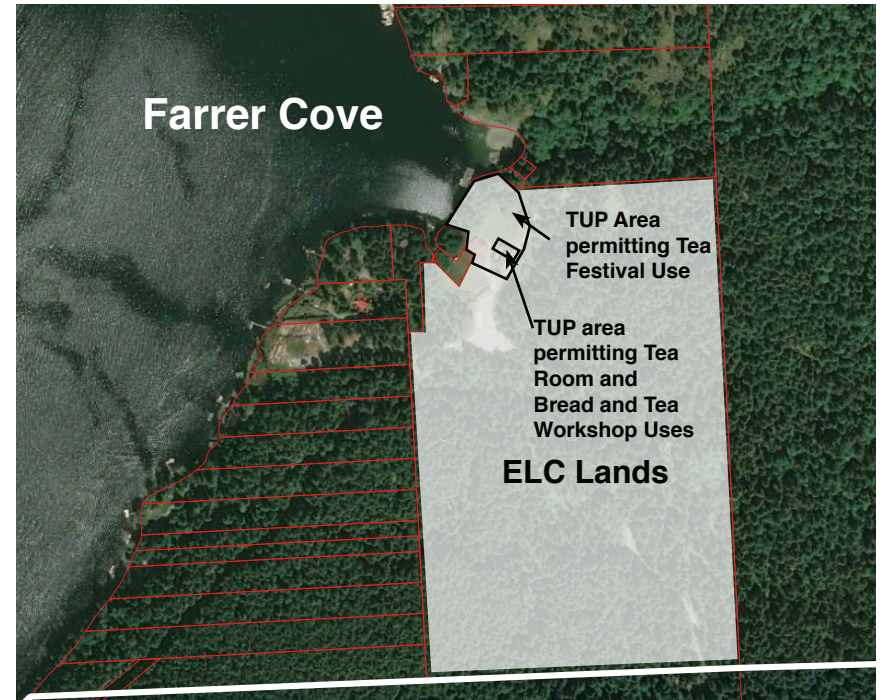 Farrer Cove
TUP Area
permitting Tea
Festival Use
TUP area
permitting Tea
Room and
Bread and Tea
Workshop Uses
ELC Lands